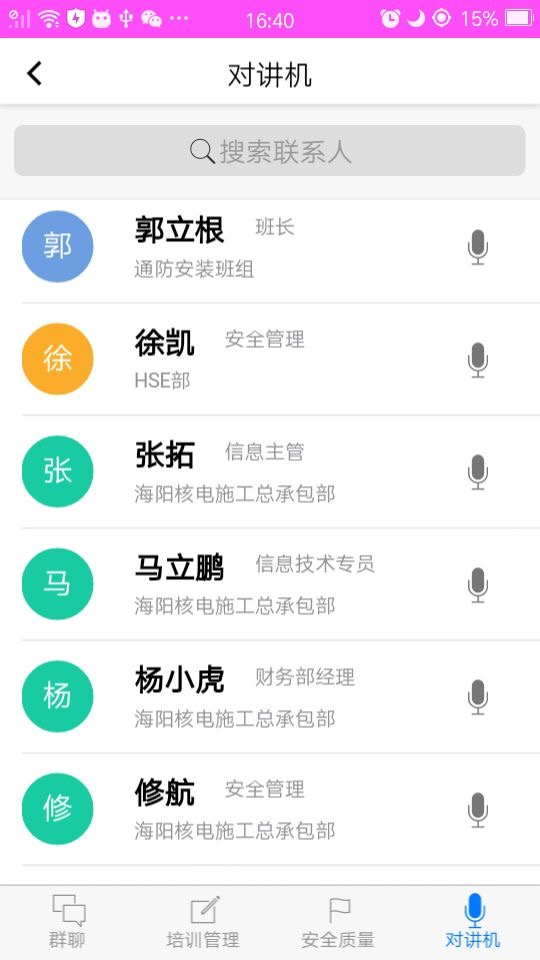 16:40
15%
对讲机
搜索联系人
郭
郭立根 班长
通防安装班组
徐
徐凯 安全管理
HSE部
张
张拓 信息主管
海阳核电施工总承包部
马
马立鹏 信息技术专员
海阳核电施工总承包部
杨
杨小虎 财务部经理
海阳核电施工总承包部
修
修航 安全管理
海阳核电施工总承包部
群聊 培训管理 安全质量 对讲机